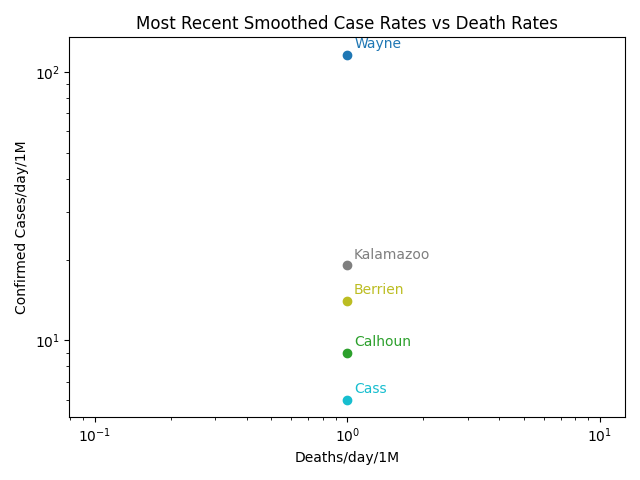 Most Recent Smoothed Case Rates vs Death Rates
Wayne
10²
Confirmed Cases/day/1M
Kalamazoo
Berrien
10¹
Calhoun
Cass
10⁻¹ 10⁰ 10¹
Deaths/day/1M